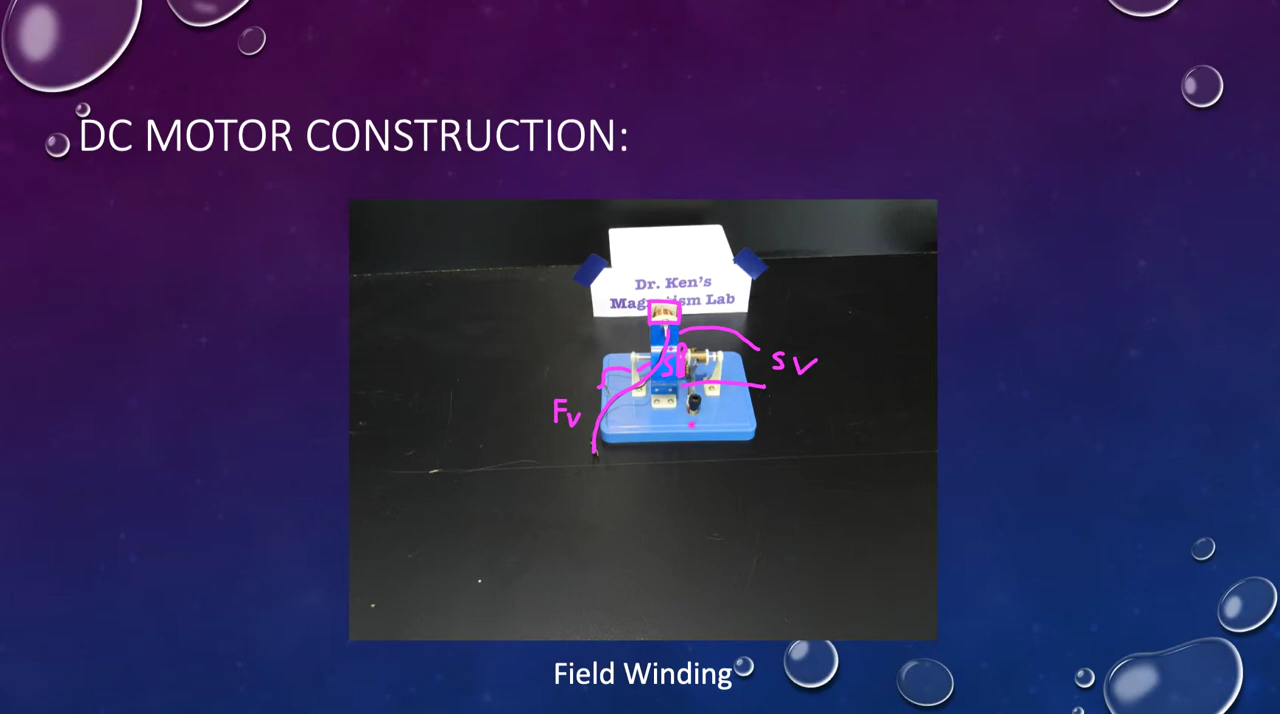 DC MOTOR CONSTRUCTION:
Dr. Ken's
Magnetism Lab
SV
FV
Field Winding